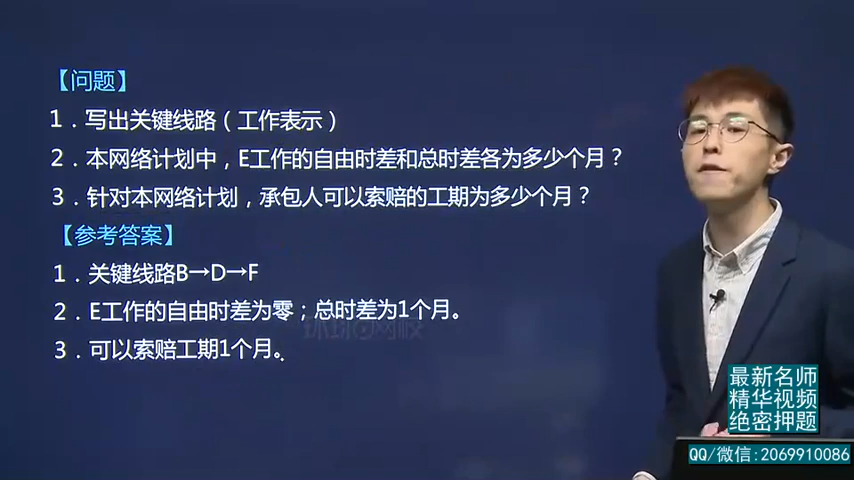 【问题】
1．写出关键线路（工作表示）
2．本网络计划中，E工作的自由时差和总时差各为多少个月？
3．针对本网络计划，承包人可以索赔的工期为多少个月？
【参考答案】
1．关键线路B→D→F
2．E工作的自由时差为零；总时差为1个月。
3．可以索赔工期1个月。
环球网校
最新名师
精华视频
绝密押题
QQ/微信:2069910086